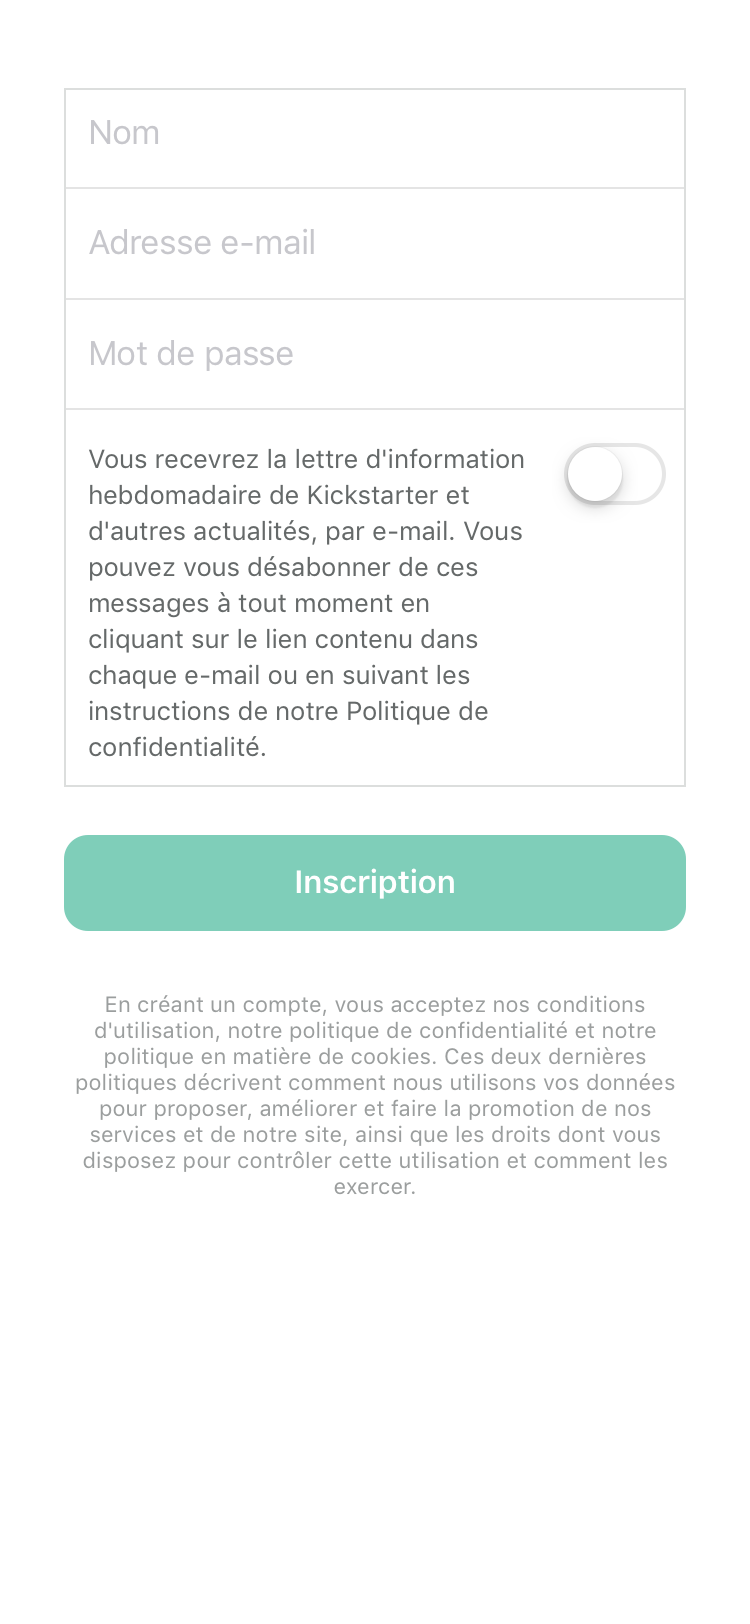 Nom
Adresse e-mail
Mot de passe
Vous recevrez la lettre d'information
hebdomadaire de Kickstarter et
d'autres actualités, par e-mail. Vous
pouvez vous désabonner de ces
messages à tout moment en
cliquant sur le lien contenu dans
chaque e-mail ou en suivant les
instructions de notre Politique de
confidentialité.
Inscription
En créant un compte, vous acceptez nos conditions
d'utilisation, notre politique de confidentialité et notre
politique en matière de cookies. Ces deux dernières
politiques décrivent comment nous utilisons vos données
pour proposer, améliorer et faire la promotion de nos
services et de notre site, ainsi que les droits dont vous
disposez pour contrôler cette utilisation et comment les
exercer.